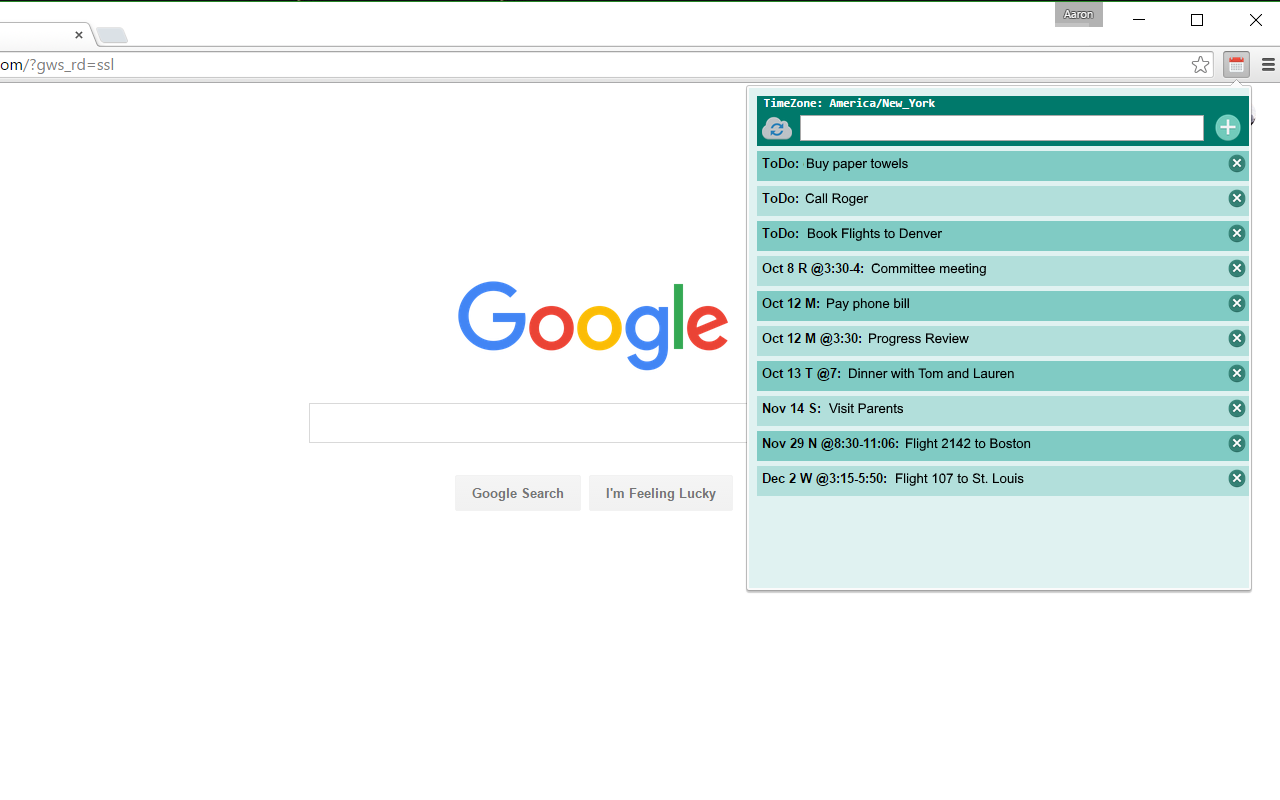 Aaron
om/?gws_rd=ssl
TimeZone: America/New_York
ToDo: Buy paper towels
ToDo: Call Roger
ToDo: Book Flights to Denver
Oct 8 R @3:30-4: Committee meeting
Oct 12 M: Pay phone bill
Oct 12 M @3:30: Progress Review
Oct 13 T @7: Dinner with Tom and Lauren
Nov 14 S: Visit Parents
Nov 29 N @8:30-11:06: Flight 2142 to Boston
Dec 2 W @3:15-5:50: Flight 107 to St. Louis
Google
Google Search
I'm Feeling Lucky